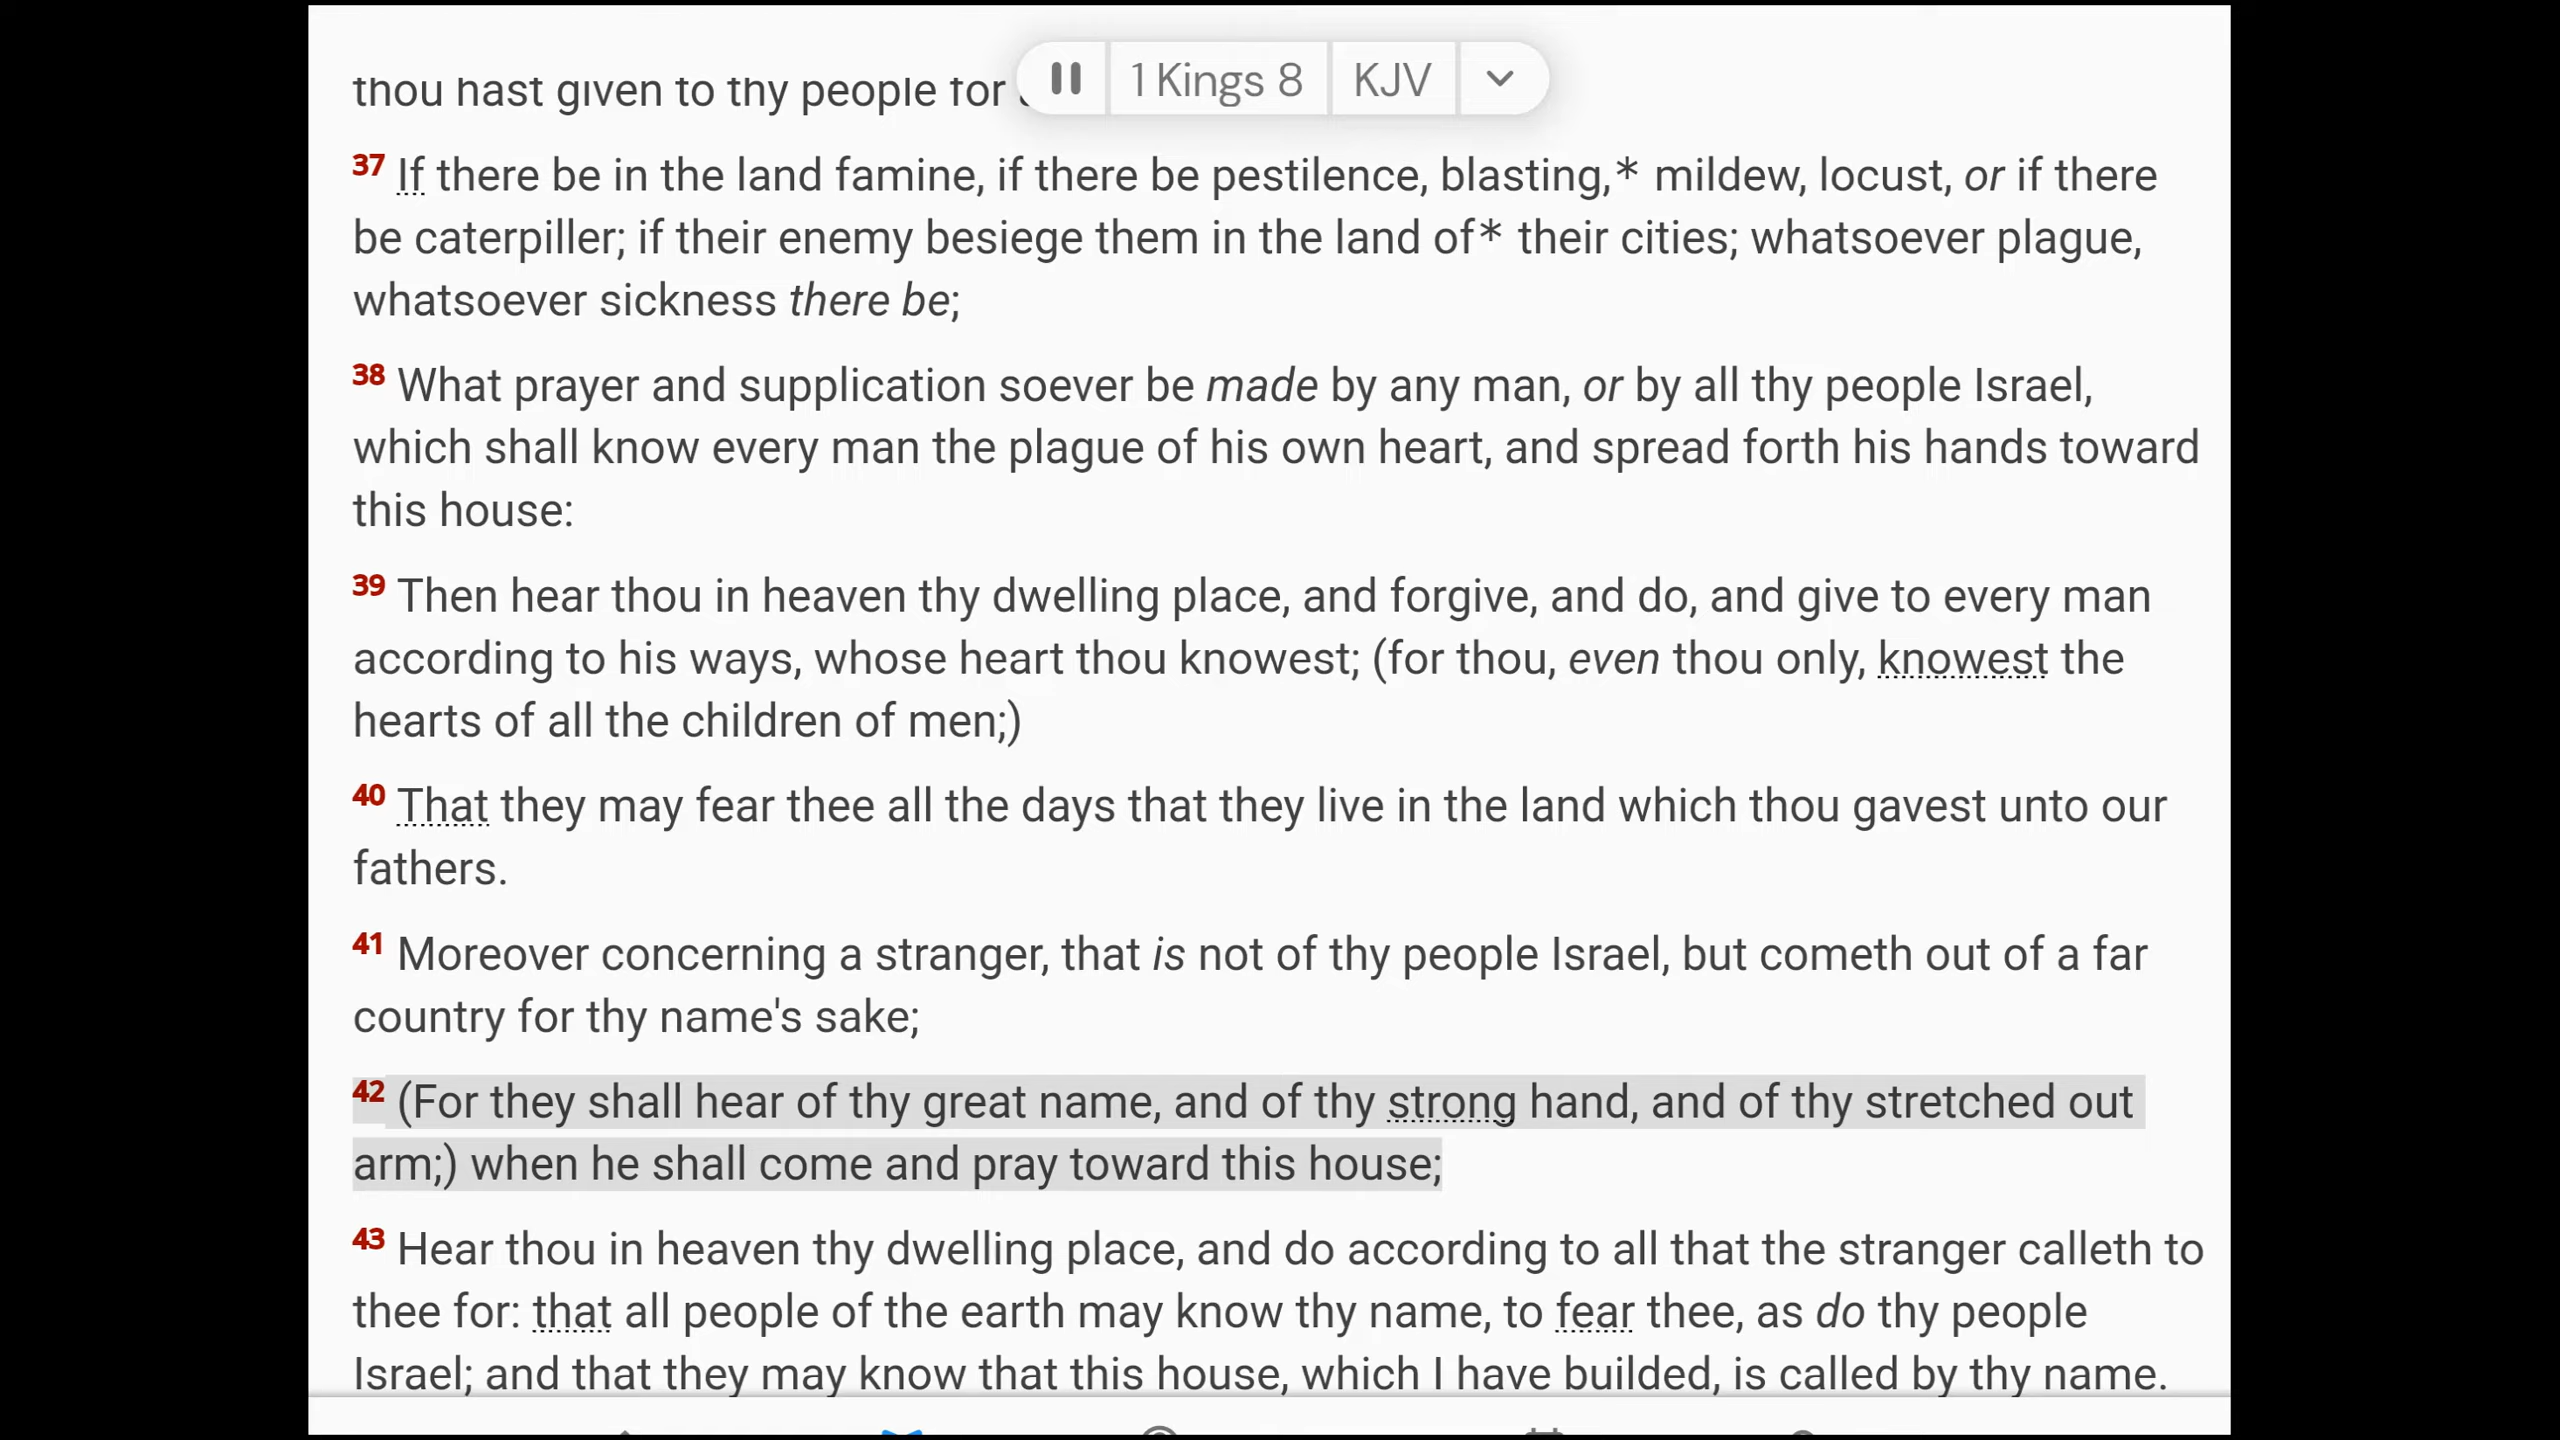 1 Kings 8 KJV
thou hast given to thy people for
37 If there be in the land famine, if there be pestilence, blasting,* mildew, locust, or if there
be caterpiller; if their enemy besiege them in the land of* their cities; whatsoever plague,
whatsoever sickness there be;
38 What prayer and supplication soever be made by any man, or by all thy people Israel,
which shall know every man the plague of his own heart, and spread forth his hands toward
this house:
39 Then hear thou in heaven thy dwelling place, and forgive, and do, and give to every man
according to his ways, whose heart thou knowest; (for thou, even thou only, knowest the
hearts of all the children of men;)
40 That they may fear thee all the days that they live in the land which thou gavest unto our
fathers.
41 Moreover concerning a stranger, that is not of thy people Israel, but cometh out of a far
country for thy name's sake;
42 (For they shall hear of thy great name, and of thy strong hand, and of thy stretched out
arm;) when he shall come and pray toward this house;
43 Hear thou in heaven thy dwelling place, and do according to all that the stranger calleth to
thee for: that all people of the earth may know thy name, to fear thee, as do thy people
Israel; and that they may know that this house, which I have builded, is called by thy name.